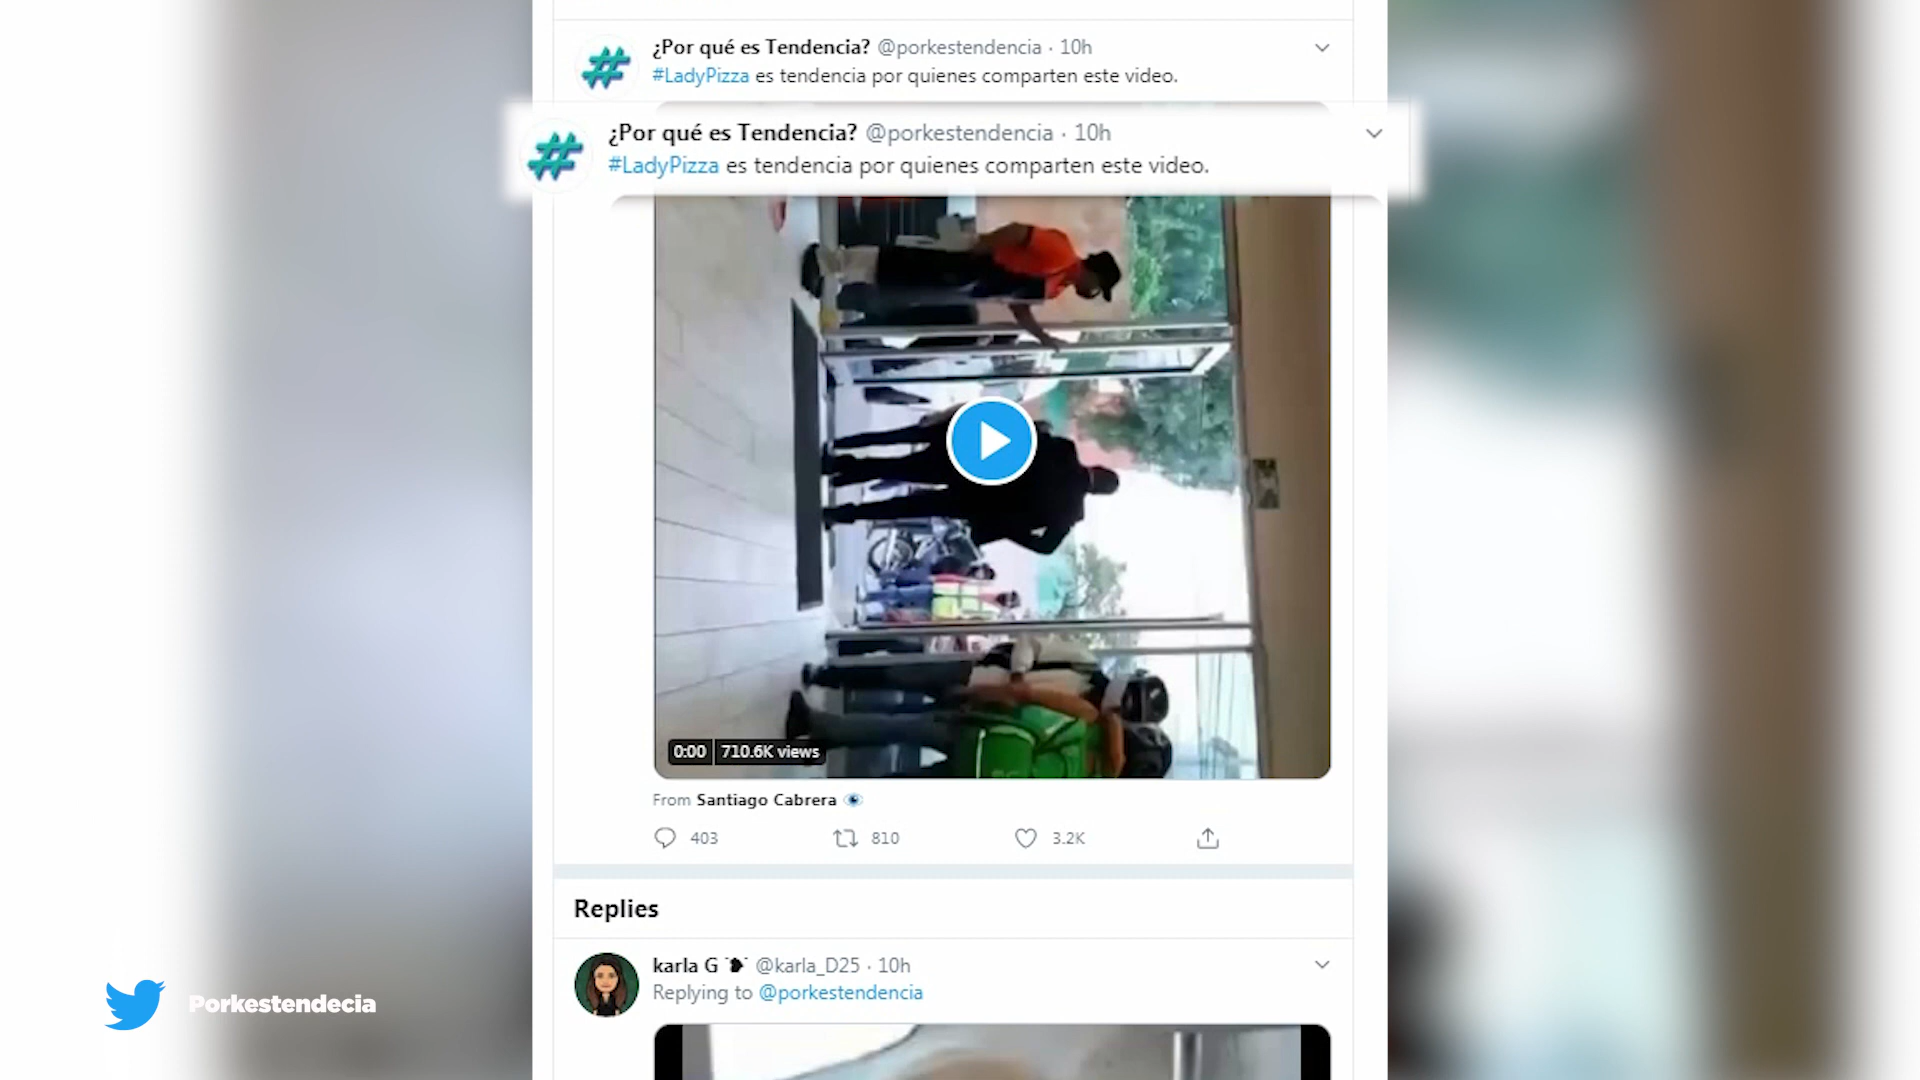 ¿Por qué es Tendencia? @porkestendencia · 10h
#LadyPizza es tendencia por quienes comparten este video.
¿Por qué es Tendencia? @porkestendencia · 10h
#LadyPizza es tendencia por quienes comparten este video.
0:00 710.6K views
From Santiago Cabrera
403 810 3.2K
Replies
karla G @karla_D25 · 10h
Replying to @porkestendencia
Porkestendecia